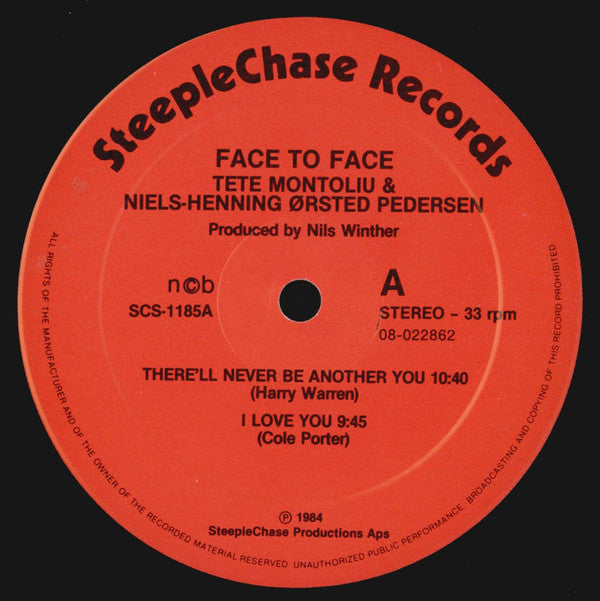 SteepleChase Records
FACE TO FACE
TETE MONTOLIU &
NIELS-HENNING ØRSTED PEDERSEN
Produced by Nils Winther
n©b
SCS-1185A
A
STEREO - 33 rpm
08-022862
THERE'LL NEVER BE ANOTHER YOU 10:40
(Harry Warren)
I LOVE YOU 9:45
(Cole Porter)
℗ 1984
SteepleChase Productions Aps
ALL RIGHTS OF THE MANUFACTURER AND OF THE OWNER OF THE RECORDED MATERIAL RESERVED. UNAUTHORIZED PUBLIC PERFORMANCE, BROADCASTING AND COPYING OF THIS RECORD PROHIBITED